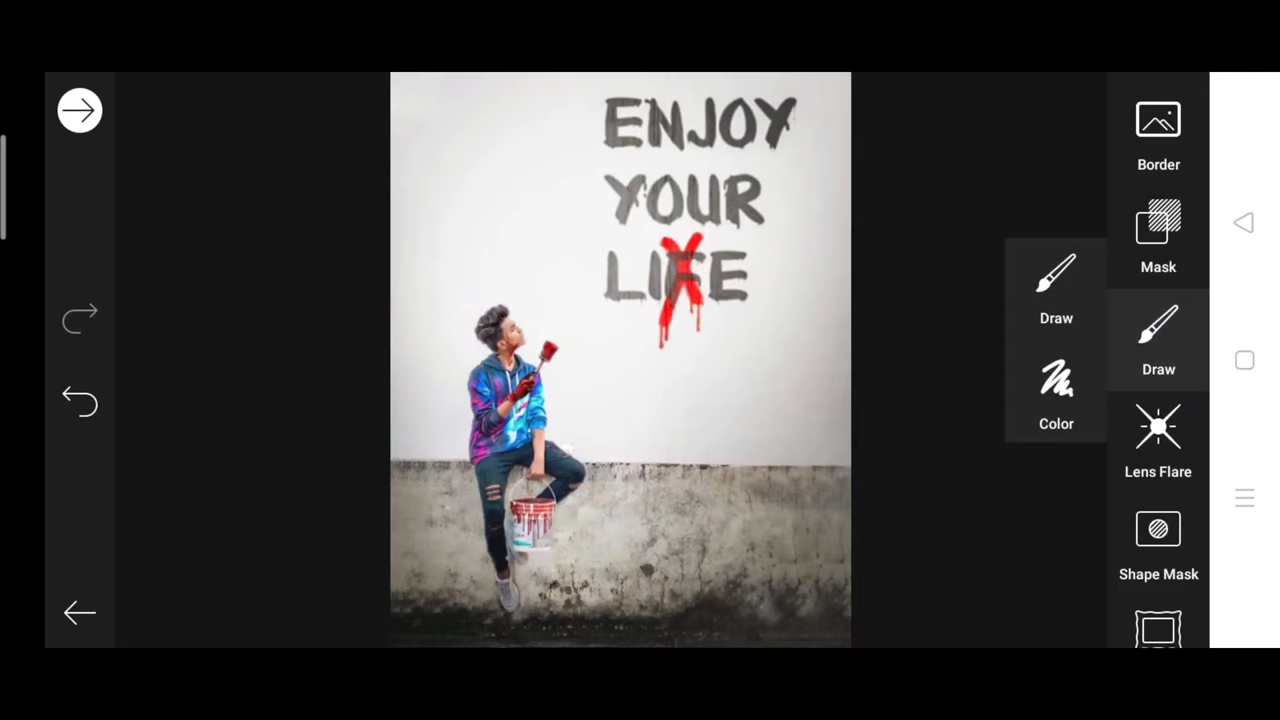 ENJOY
YOUR
LIFE
Border
Mask
Draw
Draw
Color
Lens Flare
Shape Mask